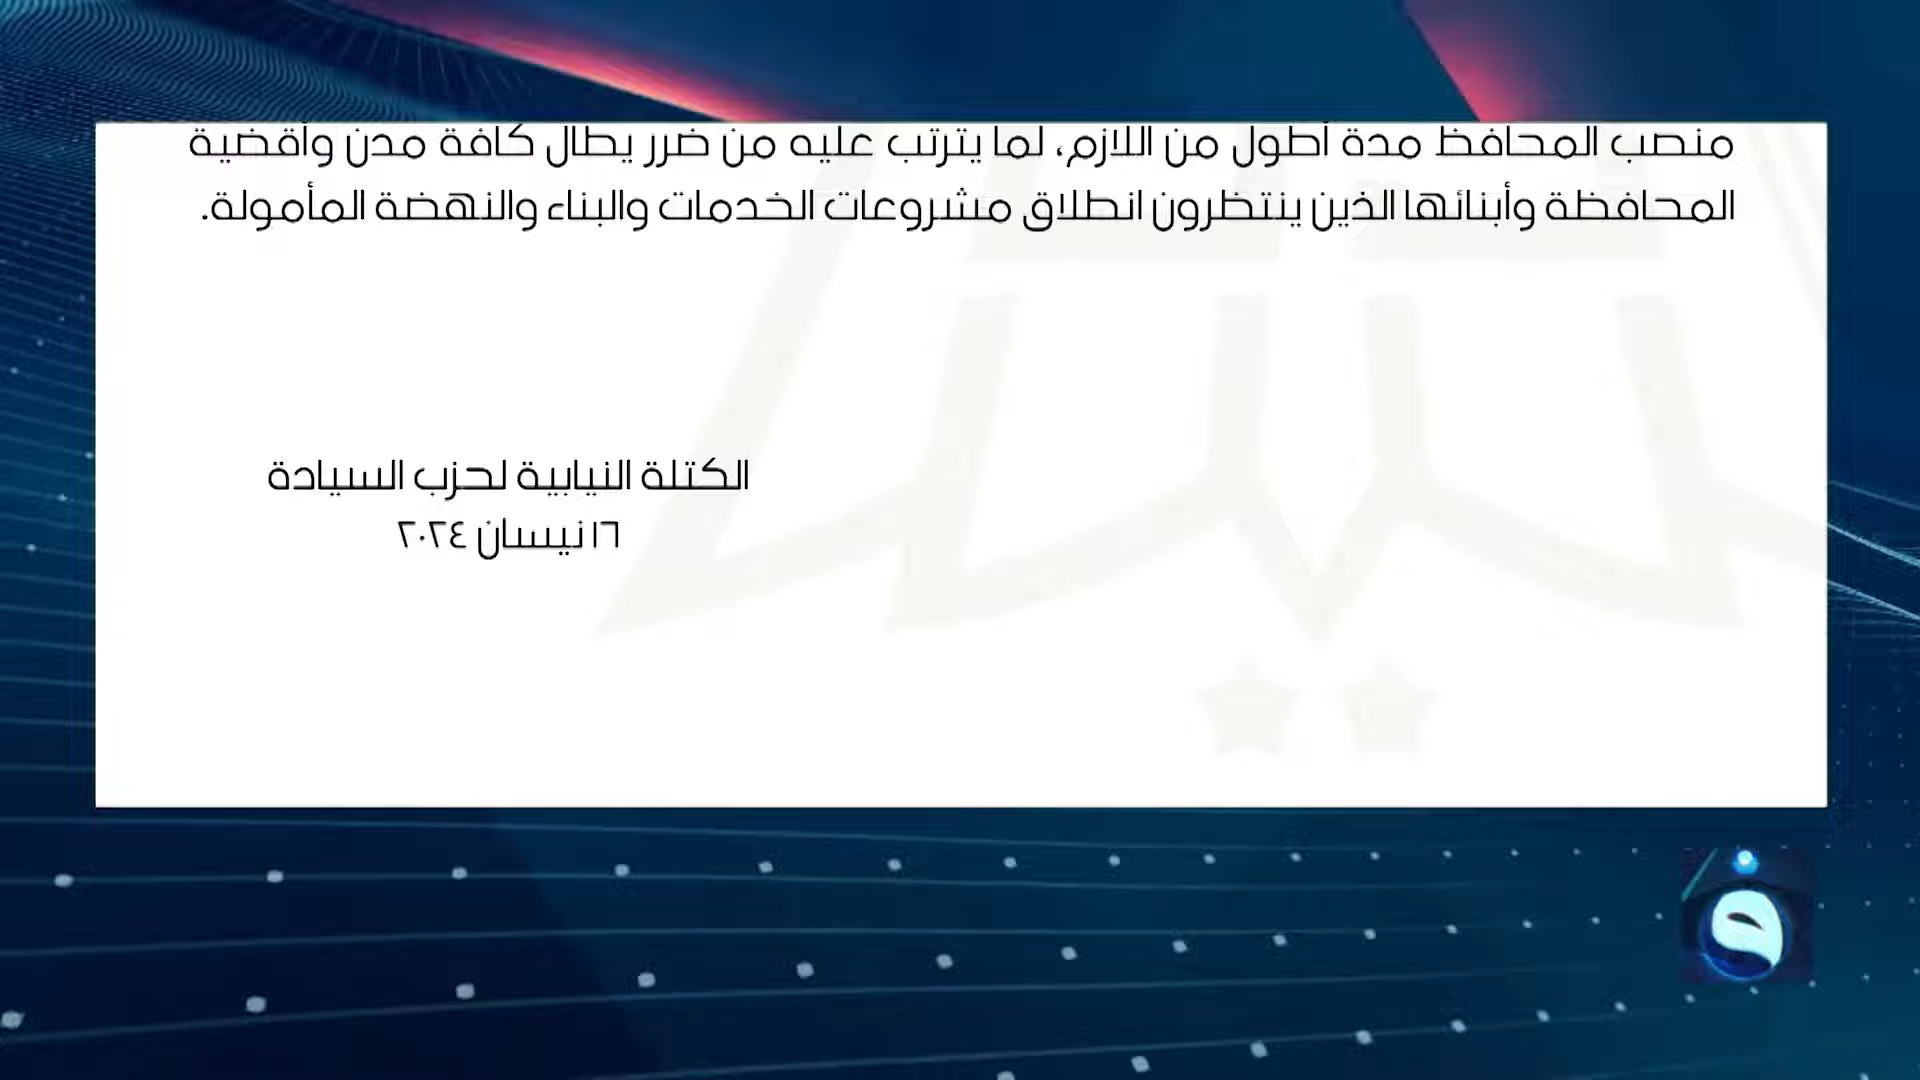 منصب المحافظ مدة أطول من اللازم، لما يترتب عليه من ضرر يطال كافة مدن وأقضية
المحافظة وأبنائها الذين ينتظرون انطلاق مشروعات الخدمات والبناء والنهضة المأمولة.
الكتلة النيابية لحزب السيادة
١٦ نيسان ٢٠٢٤